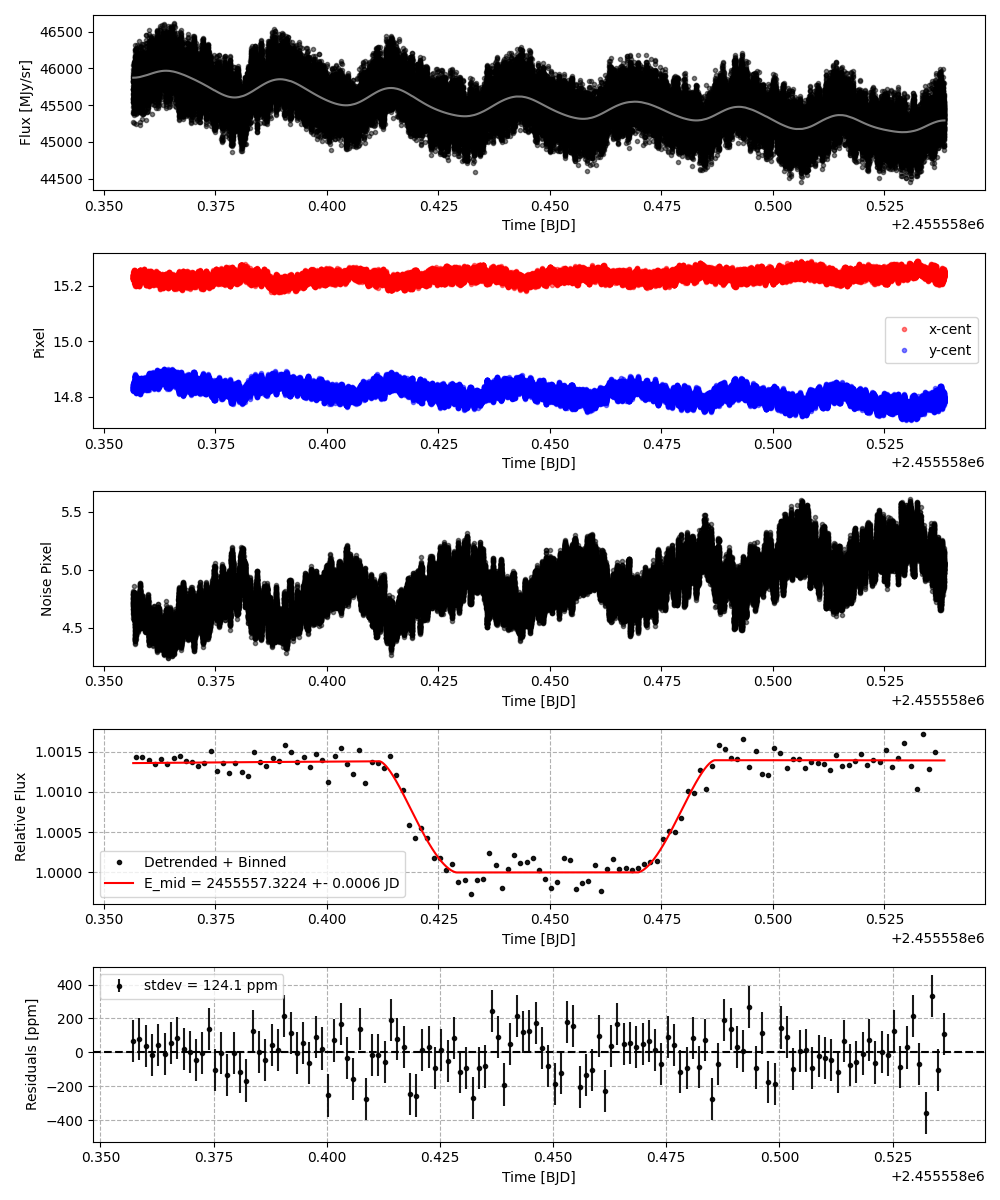 46500
46000
45500
45000
44500
Flux [MJy/sr]
0.350 0.375 0.400 0.425 0.450 0.475 0.500 0.525
Time [BJD]
+2.455558e6
15.2
15.0
14.8
Pixel
x-cent
y-cent
0.350 0.375 0.400 0.425 0.450 0.475 0.500 0.525
Time [BJD]
+2.455558e6
5.5
5.0
4.5
Noise Pixel
0.350 0.375 0.400 0.425 0.450 0.475 0.500 0.525
Time [BJD]
+2.455558e6
1.0015
1.0010
1.0005
1.0000
Relative Flux
Detrended + Binned
E_mid = 2455557.3224 +- 0.0006 JD
0.350 0.375 0.400 0.425 0.450 0.475 0.500 0.525
Time [BJD]
+2.455558e6
400
200
0
−200
−400
Residuals [ppm]
stdev = 124.1 ppm
0.350 0.375 0.400 0.425 0.450 0.475 0.500 0.525
Time [BJD]
+2.455558e6